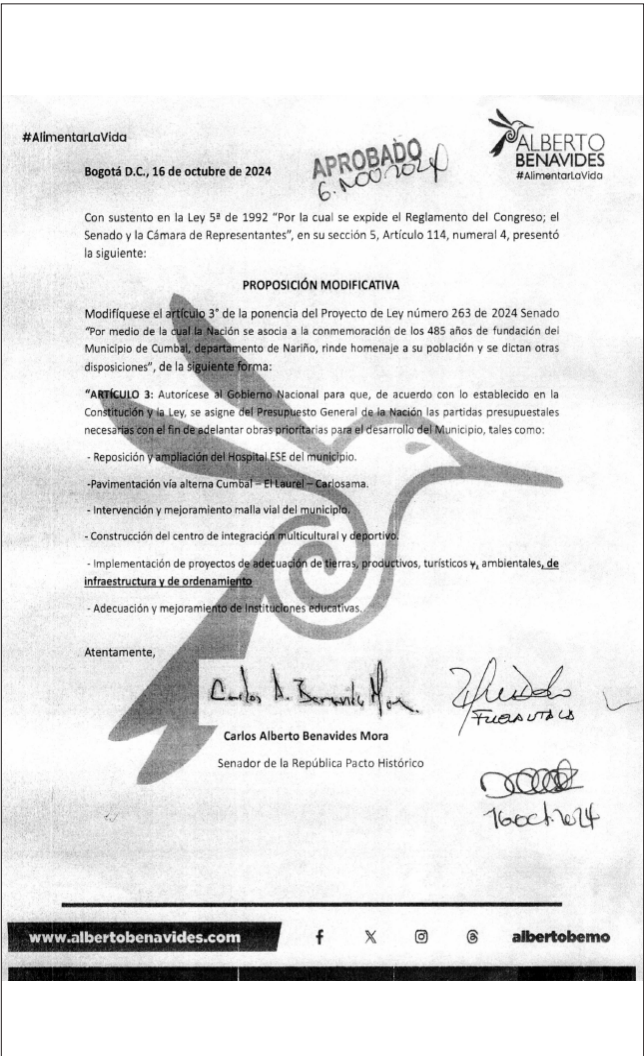 #AlimentarLaVida
ALBERTO
BENAVIDES
#AlimentarLaVida
APROBADO
6. NOV 2024
Bogotá D.C., 16 de octubre de 2024
Con sustento en la Ley 5ª de 1992 “Por la cual se expide el Reglamento del Congreso; el
Senado y la Cámara de Representantes”, en su sección 5, Artículo 114, numeral 4, presentó
la siguiente:
PROPOSICIÓN MODIFICATIVA
Modifíquese el artículo 3° de la ponencia del Proyecto de Ley número 263 de 2024 Senado
“Por medio de la cual la Nación se asocia a la conmemoración de los 485 años de fundación del
Municipio de Cumbal, departamento de Nariño, rinde homenaje a su población y se dictan otras
disposiciones”, de la siguiente forma:
“ARTÍCULO 3: Autorícese al Gobierno Nacional para que, de acuerdo con lo establecido en la
Constitución y la Ley, se asigne del Presupuesto General de la Nación las partidas presupuestales
necesarias con el fin de adelantar obras prioritarias para el desarrollo del Municipio, tales como:
- Reposición y ampliación del Hospital ESE del municipio.
-Pavimentación vía alterna Cumbal – El Laurel – Carlosama.
- Intervención y mejoramiento malla vial del municipio.
- Construcción del centro de integración multicultural y deportivo.
- Implementación de proyectos de adecuación de tierras, productivos, turísticos y, ambientales, de
infraestructura y de ordenamiento
- Adecuación y mejoramiento de instituciones educativas.
Atentamente,
Carlos A. Benavides Mora
Carlos Alberto Benavides Mora
Senador de la República Pacto Histórico
16 oct. 2024
www.albertobenavides.com
albertobemo